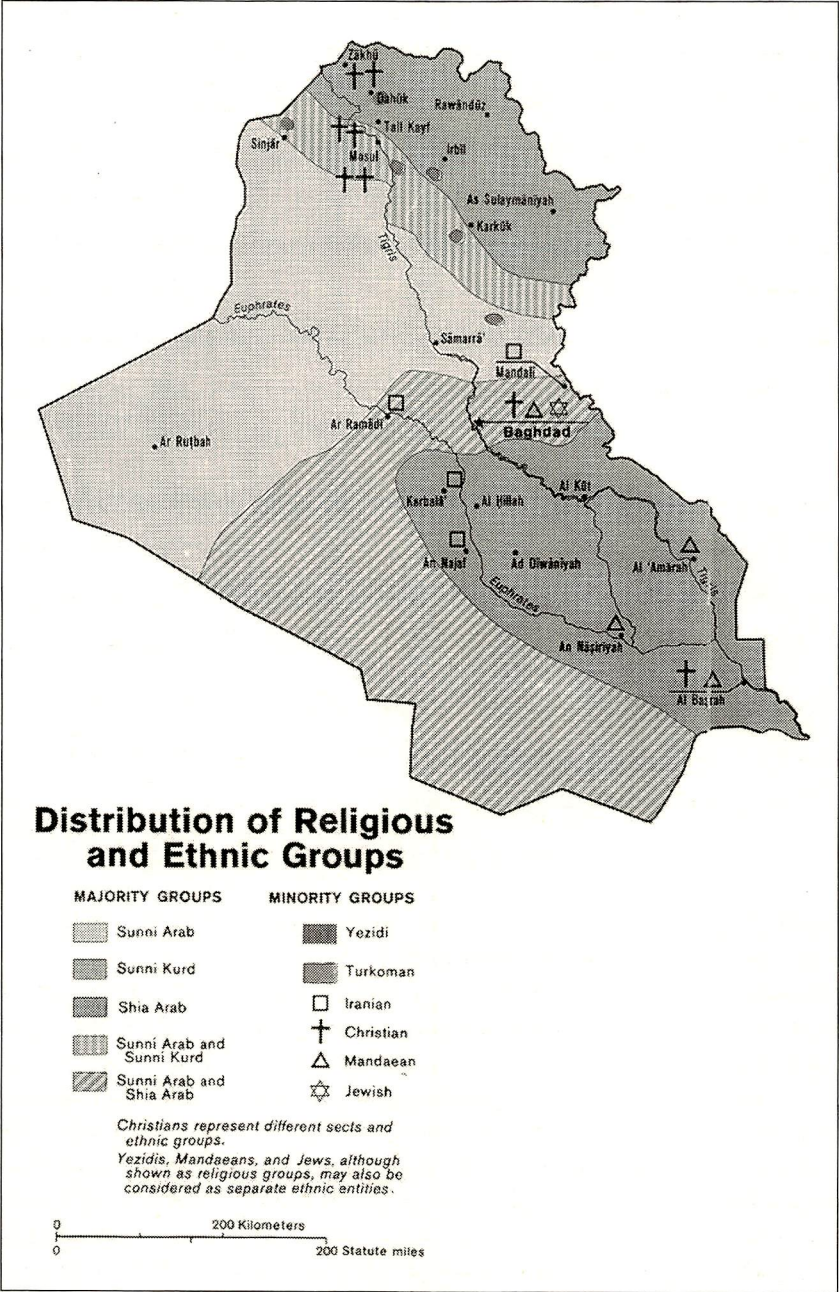 Zākhū
Dahūk
Rawāndūz
Tall Kayf
Sinjār
Mosul
Irbīl
As Sulaymānīyah
Karkūk
Tigris
Euphrates
Sāmarrā'
Mandalī
Ar Ramādī
Baghdad
Ar Ruṭbah
Karbalā'
Al Ḥillah
Al Kūt
An Najaf
Ad Dīwānīyah
Al 'Amārah
Tigris
Euphrates
An Nāṣirīyah
Al Baṣrah
Distribution of Religious
and Ethnic Groups
MAJORITY GROUPS
Sunni Arab
Sunni Kurd
Shia Arab
Sunni Arab and
Sunni Kurd
Sunni Arab and
Shia Arab
MINORITY GROUPS
Yezidi
Turkoman
Iranian
Christian
Mandaean
Jewish
Christians represent different sects and
ethnic groups.
Yezidis, Mandaeans, and Jews, although
shown as religious groups, may also be
considered as separate ethnic entities.
0 200 Kilometers
0 200 Statute miles